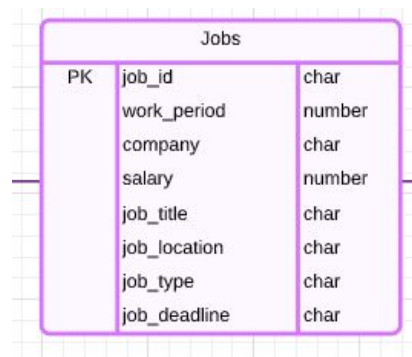 Jobs
PK job_id char
work_period number
company char
salary number
job_title char
job_location char
job_type char
job_deadline char